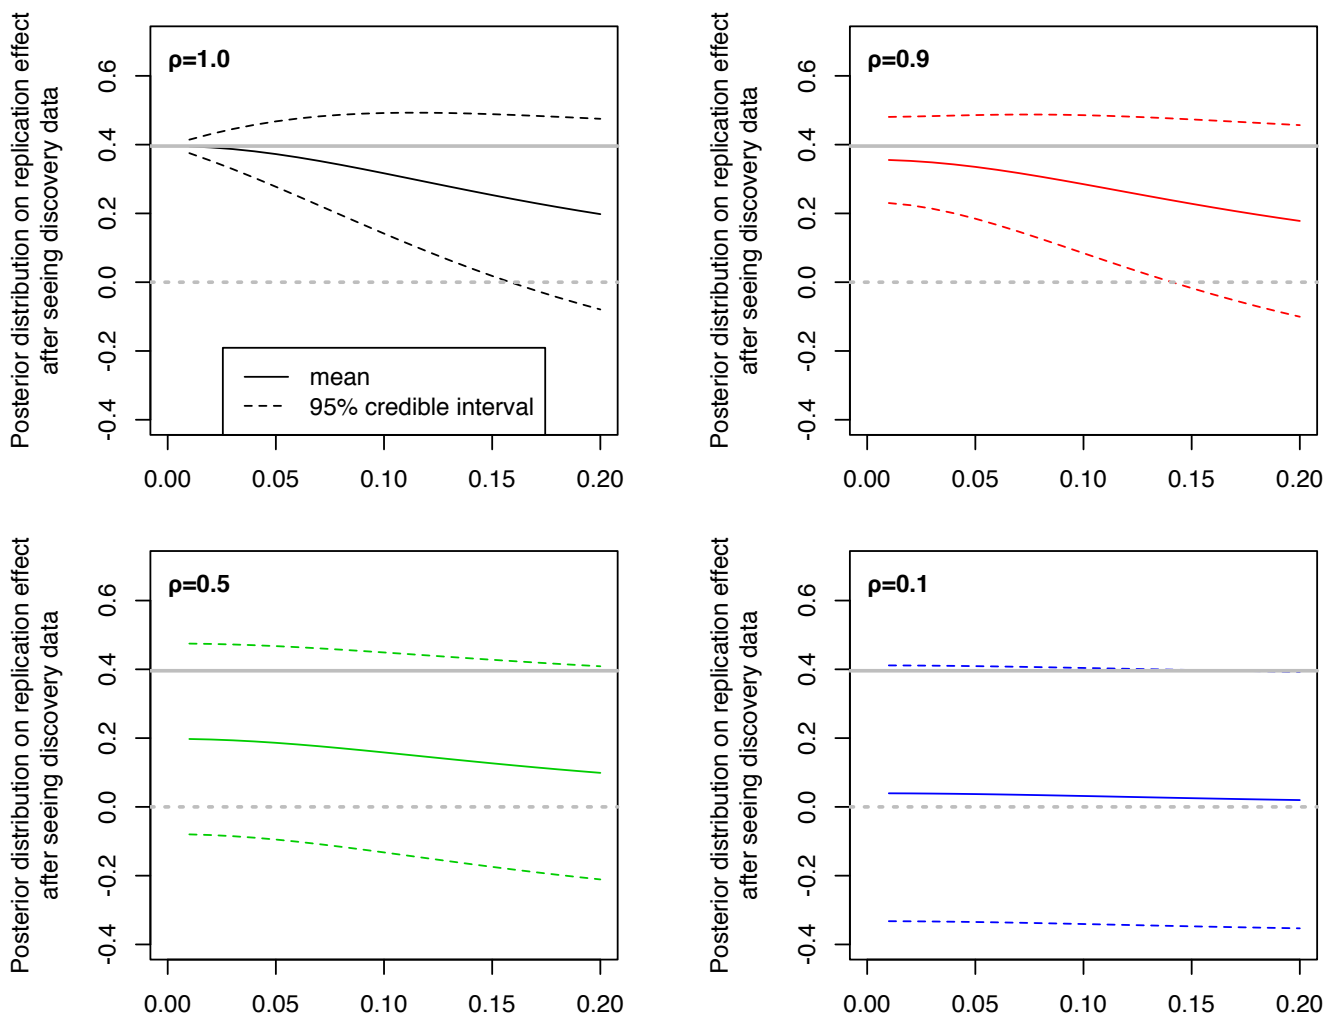 Posterior distribution on replication effect
after seeing discovery data
ρ=1.0
0.6
0.4
0.2
0.0
-0.2
-0.4
mean
95% credible interval
0.00 0.05 0.10 0.15 0.20
Posterior distribution on replication effect
after seeing discovery data
ρ=0.9
0.6
0.4
0.2
0.0
-0.2
-0.4
0.00 0.05 0.10 0.15 0.20
Posterior distribution on replication effect
after seeing discovery data
ρ=0.5
0.6
0.4
0.2
0.0
-0.2
-0.4
0.00 0.05 0.10 0.15 0.20
Posterior distribution on replication effect
after seeing discovery data
ρ=0.1
0.6
0.4
0.2
0.0
-0.2
-0.4
0.00 0.05 0.10 0.15 0.20